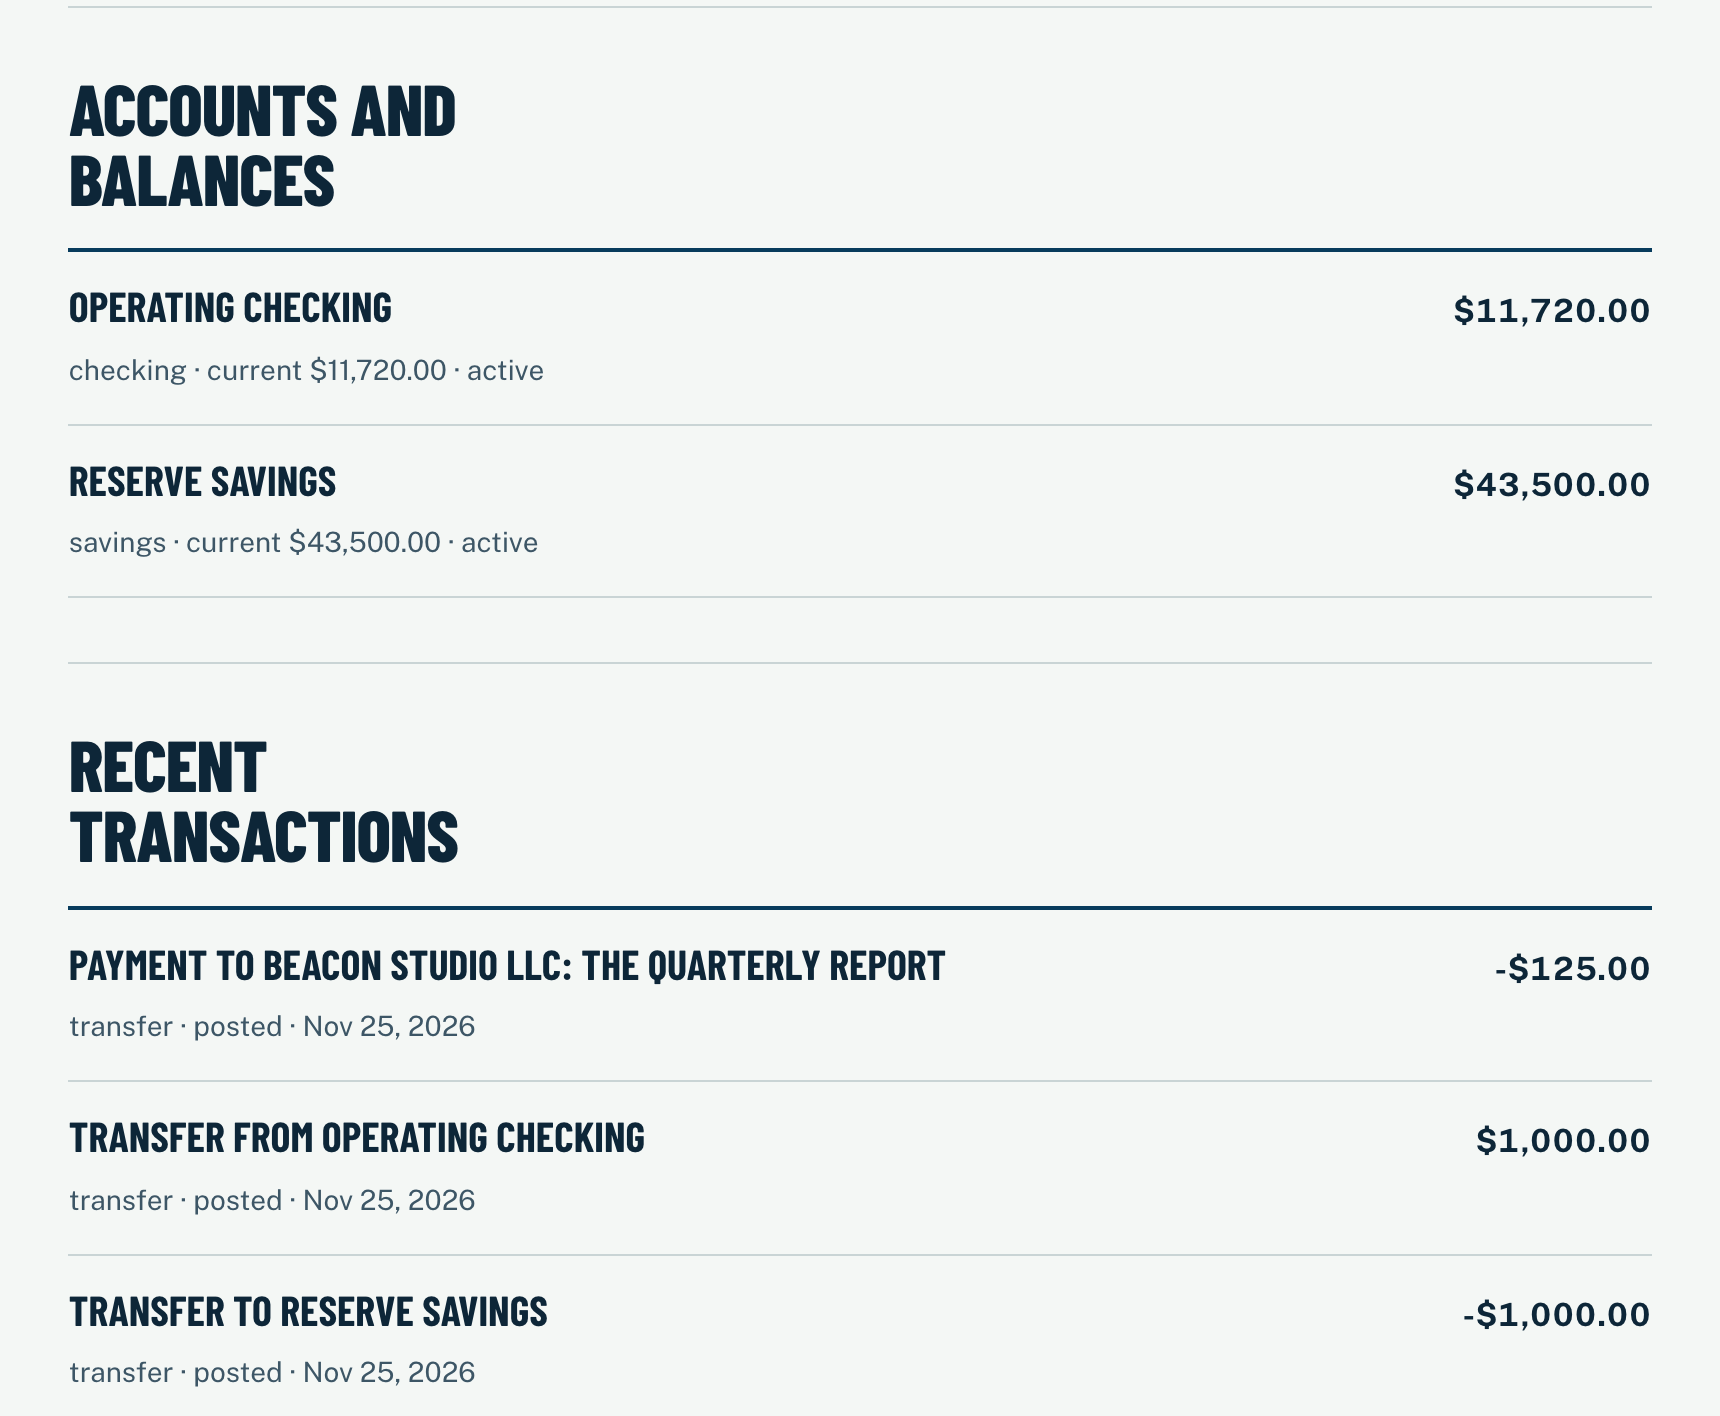 ACCOUNTS AND
BALANCES
OPERATING CHECKING $11,720.00
checking · current $11,720.00 · active
RESERVE SAVINGS $43,500.00
savings · current $43,500.00 · active
RECENT
TRANSACTIONS
PAYMENT TO BEACON STUDIO LLC: THE QUARTERLY REPORT -$125.00
transfer · posted · Nov 25, 2026
TRANSFER FROM OPERATING CHECKING $1,000.00
transfer · posted · Nov 25, 2026
TRANSFER TO RESERVE SAVINGS -$1,000.00
transfer · posted · Nov 25, 2026